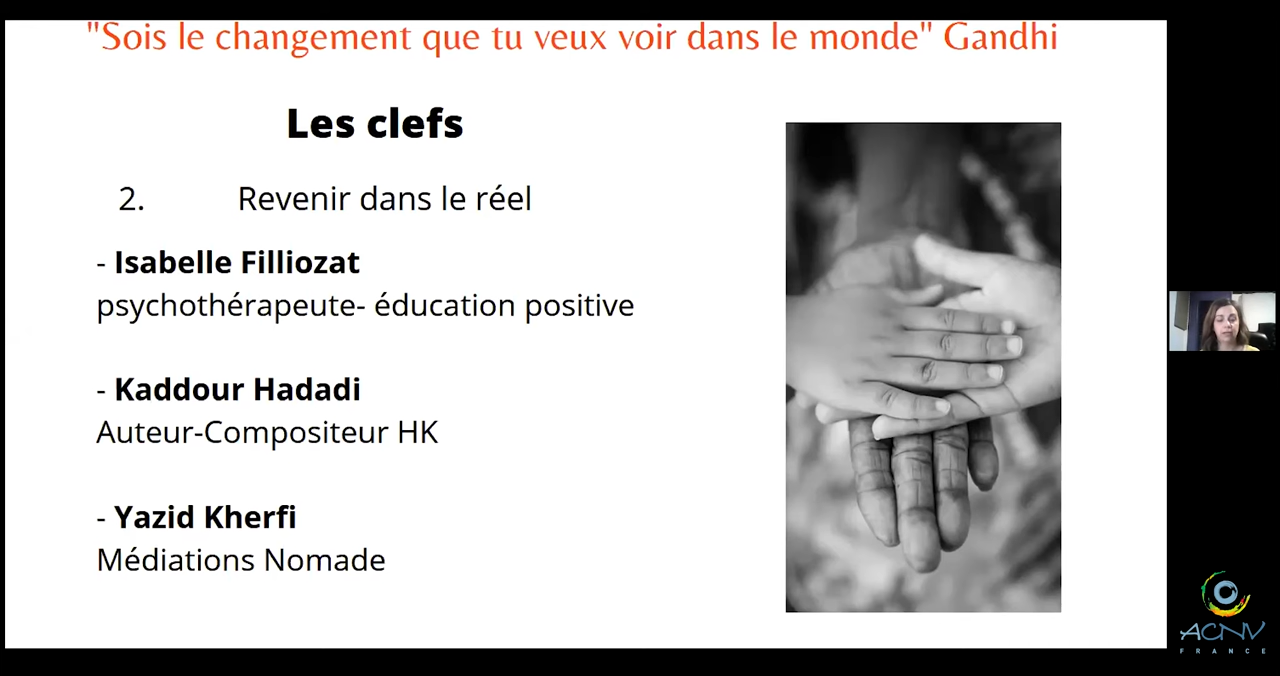 "Sois le changement que tu veux voir dans le monde" Gandhi
Les clefs
2. Revenir dans le réel
- Isabelle Filliozat
psychothérapeute- éducation positive
- Kaddour Hadadi
Auteur-Compositeur HK
- Yazid Kherfi
Médiations Nomade
ACNV
FRANCE